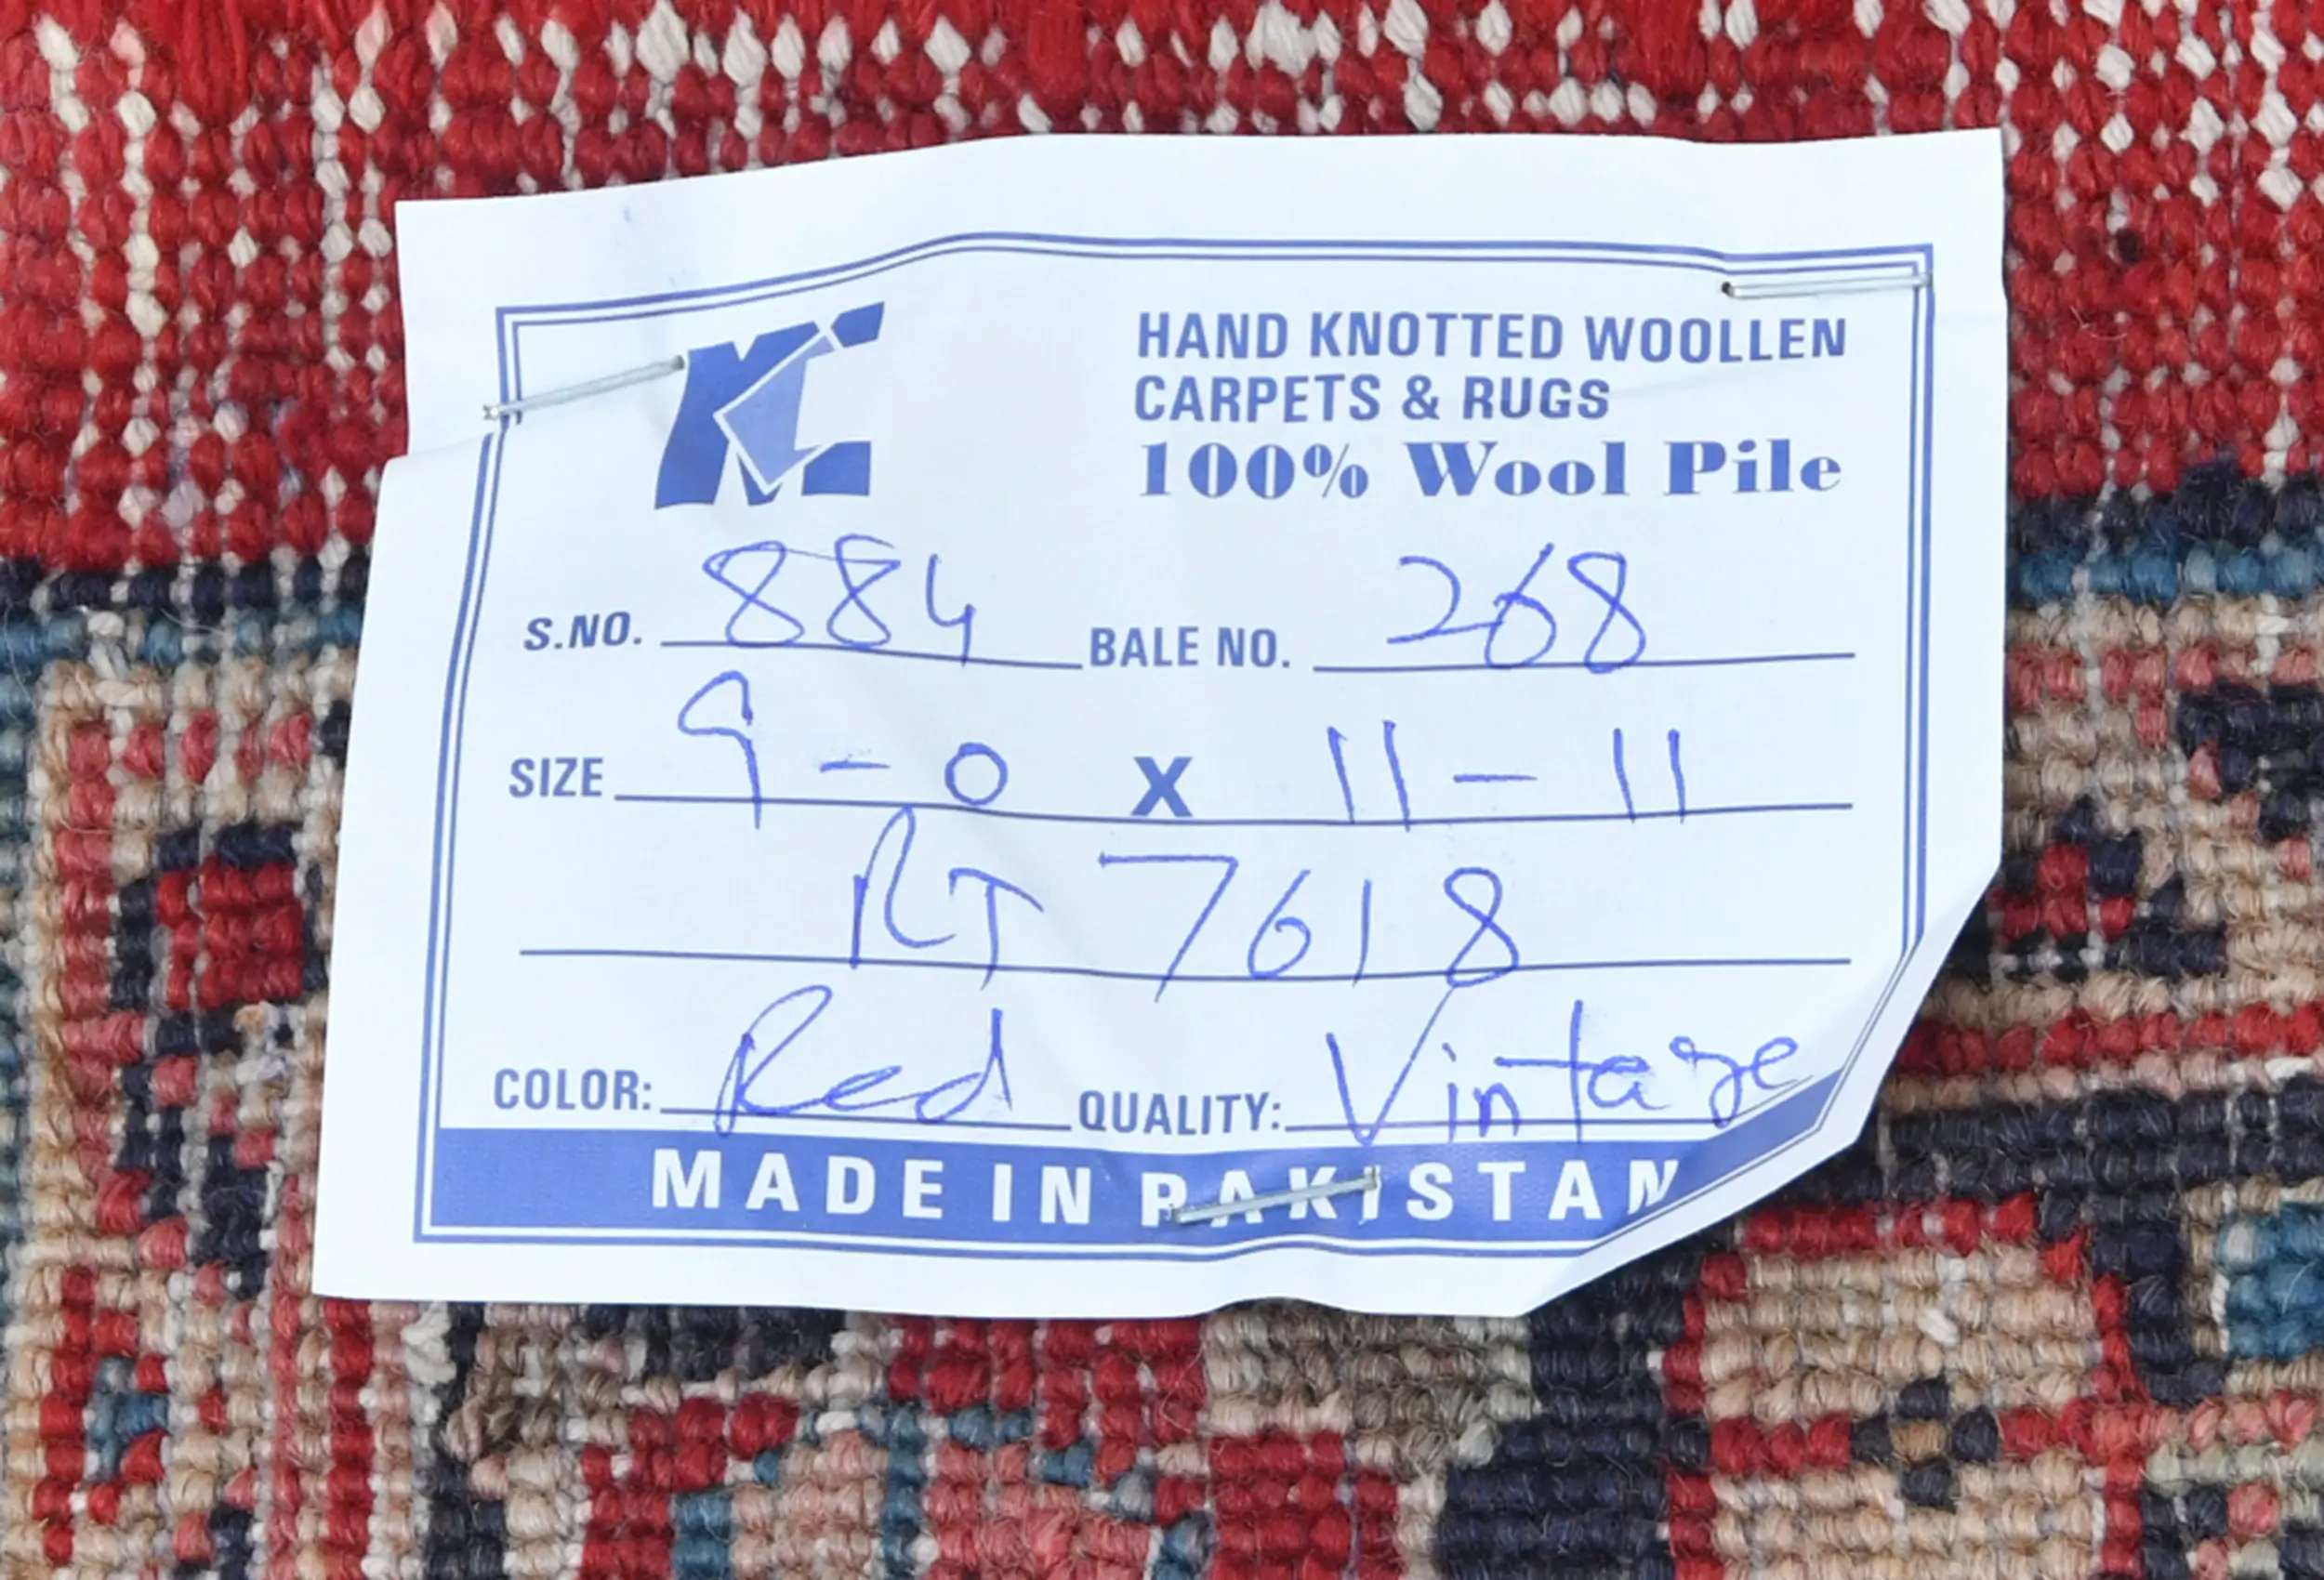 KC
HAND KNOTTED WOOLLEN
CARPETS & RUGS
100% Wool Pile
S.NO. 884 BALE NO. 268
SIZE 9-0 X 11-11
RT 7618
COLOR: Red QUALITY: Vintage
MADE IN PAKISTAN